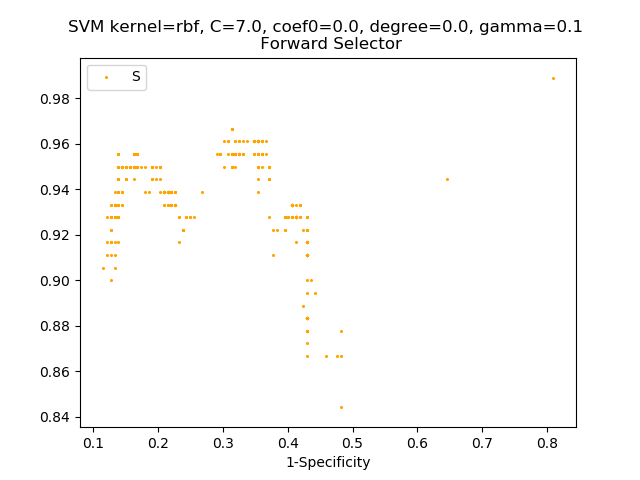 SVM kernel=rbf, C=7.0, coef0=0.0, degree=0.0, gamma=0.1
Forward Selector
S
0.98
0.96
0.94
0.92
0.90
0.88
0.86
0.84
0.1 0.2 0.3 0.4 0.5 0.6 0.7 0.8
1-Specificity